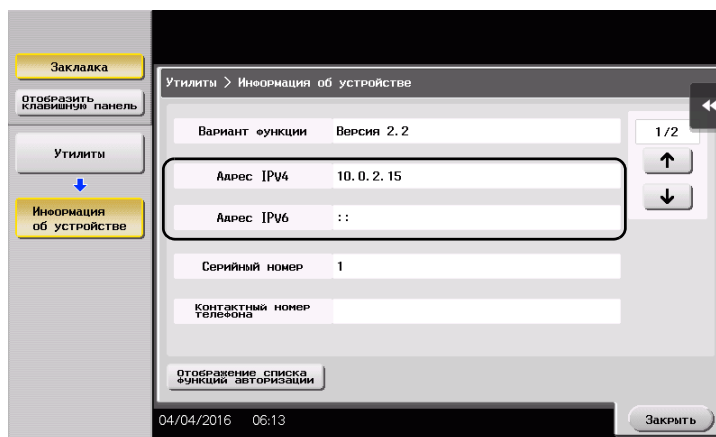 Закладка
Отобразить
клавишную панель
Утилиты
Информация
об устройстве
Утилиты > Информация об устройстве
Вариант функции Версия 2.2
1/2
Адрес IPv4 10.0.2.15
Адрес IPv6 ::
Серийный номер 1
Контактный номер
телефона
Отображение списка
функций авторизации
04/04/2016 06:13
Закрыть